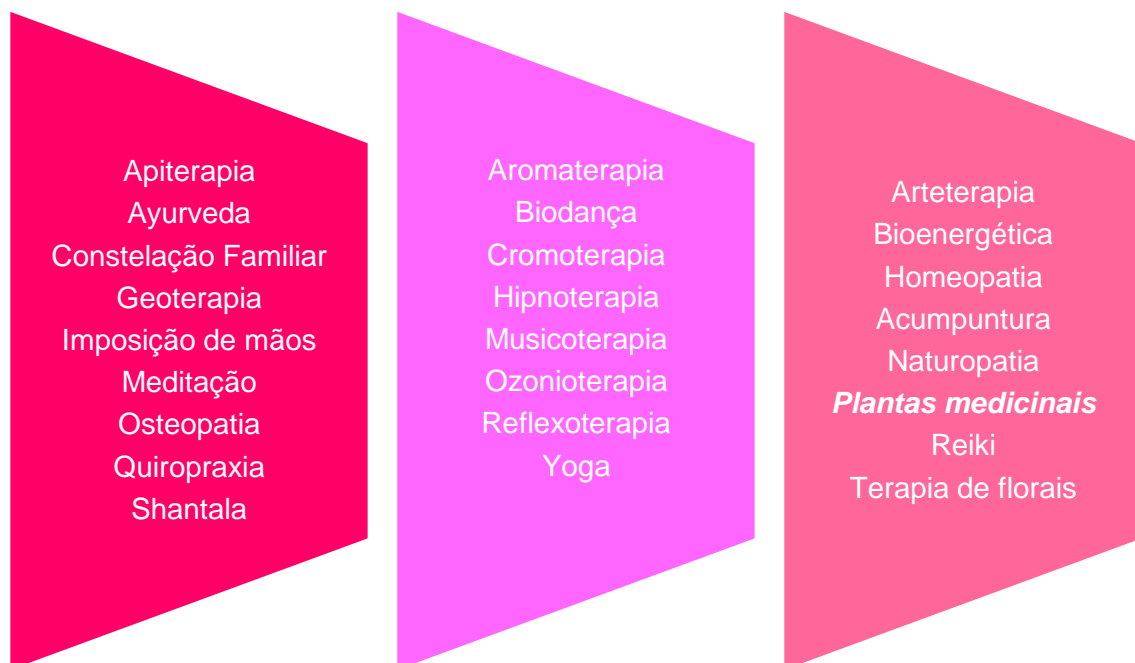 Apiterapia
Ayurveda
Constelação Familiar
Geoterapia
Imposição de mãos
Meditação
Osteopatia
Quiropraxia
Shantala
Aromaterapia
Biodança
Cromoterapia
Hipnoterapia
Musicoterapia
Ozonioterapia
Reflexoterapia
Yoga
Arteterapia
Bioenergética
Homeopatia
Acumpuntura
Naturopatia
Plantas medicinais
Reiki
Terapia de florais